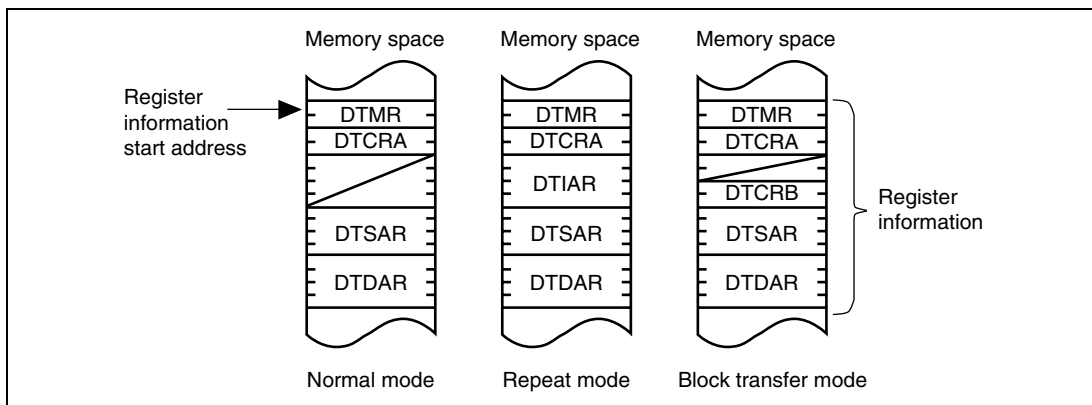 Memory space
Memory space
Memory space
Register
information
start address
DTMR
DTMR
DTMR
DTCRA
DTCRA
DTCRA
DTIAR
DTCRB
DTSAR
DTSAR
DTSAR
DTDAR
DTDAR
DTDAR
Register
information
Normal mode
Repeat mode
Block transfer mode